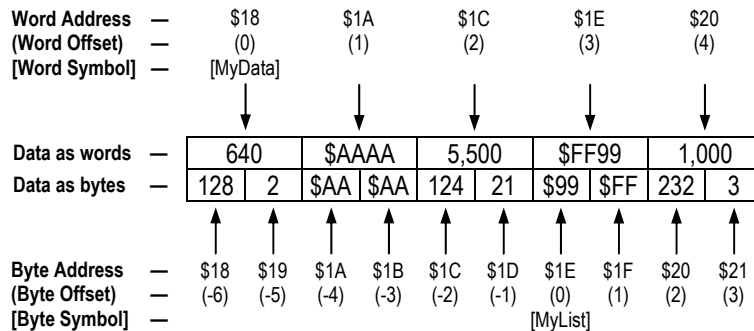 Word Address — $18 $1A $1C $1E $20
(Word Offset) — (0) (1) (2) (3) (4)
[Word Symbol] — [MyData]
Data as words — 640 $AAAA 5,500 $FF99 1,000
Data as bytes — 128 2 $AA $AA 124 21 $99 $FF 232 3
Byte Address — $18 $19 $1A $1B $1C $1D $1E $1F $20 $21
(Byte Offset) — (-6) (-5) (-4) (-3) (-2) (-1) (0) (1) (2) (3)
[Byte Symbol] — [MyList]